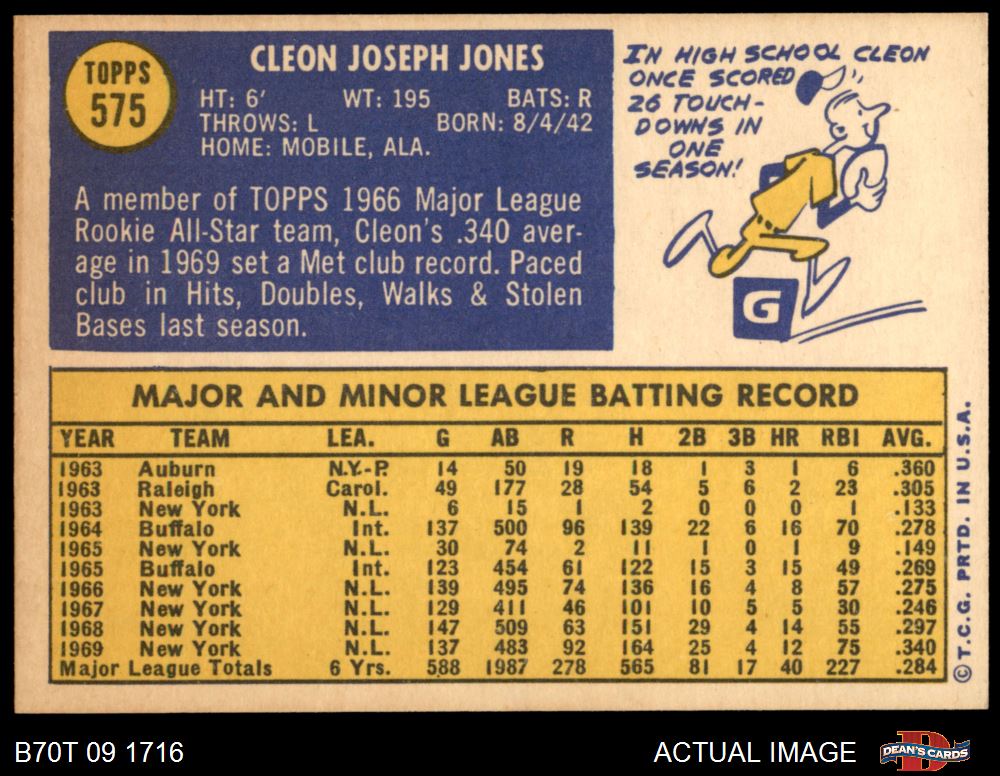 TOPPS
575
CLEON JOSEPH JONES
HT: 6' WT: 195 BATS: R
THROWS: L BORN: 8/4/42
HOME: MOBILE, ALA.
A member of TOPPS 1966 Major League
Rookie All-Star team, Cleon's .340 aver-
age in 1969 set a Met club record. Paced
club in Hits, Doubles, Walks & Stolen
Bases last season.
IN HIGH SCHOOL CLEON
ONCE SCORED
26 TOUCH-
DOWNS IN
ONE
SEASON!
G
MAJOR AND MINOR LEAGUE BATTING RECORD
YEAR TEAM LEA. G AB R H 2B 3B HR RBI AVG.
1963 Auburn N.Y.-P. 14 50 19 18 1 3 1 6 .360
1963 Raleigh Carol. 49 177 28 54 5 6 2 23 .305
1963 New York N.L. 6 15 1 2 0 0 0 1 .133
1964 Buffalo Int. 137 500 96 139 22 6 16 70 .278
1965 New York N.L. 30 74 2 11 1 0 1 9 .149
1965 Buffalo Int. 123 454 61 122 15 3 15 49 .269
1966 New York N.L. 139 495 74 136 16 4 8 57 .275
1967 New York N.L. 129 411 46 101 10 5 5 30 .246
1968 New York N.L. 147 509 63 151 29 4 14 55 .297
1969 New York N.L. 137 483 92 164 25 4 12 75 .340
Major League Totals 6 Yrs. 588 1987 278 565 81 17 40 227 .284
© T.C.G. PRTD. IN U.S.A.
B70T 09 1716
ACTUAL IMAGE
D
DEAN'S CARDS